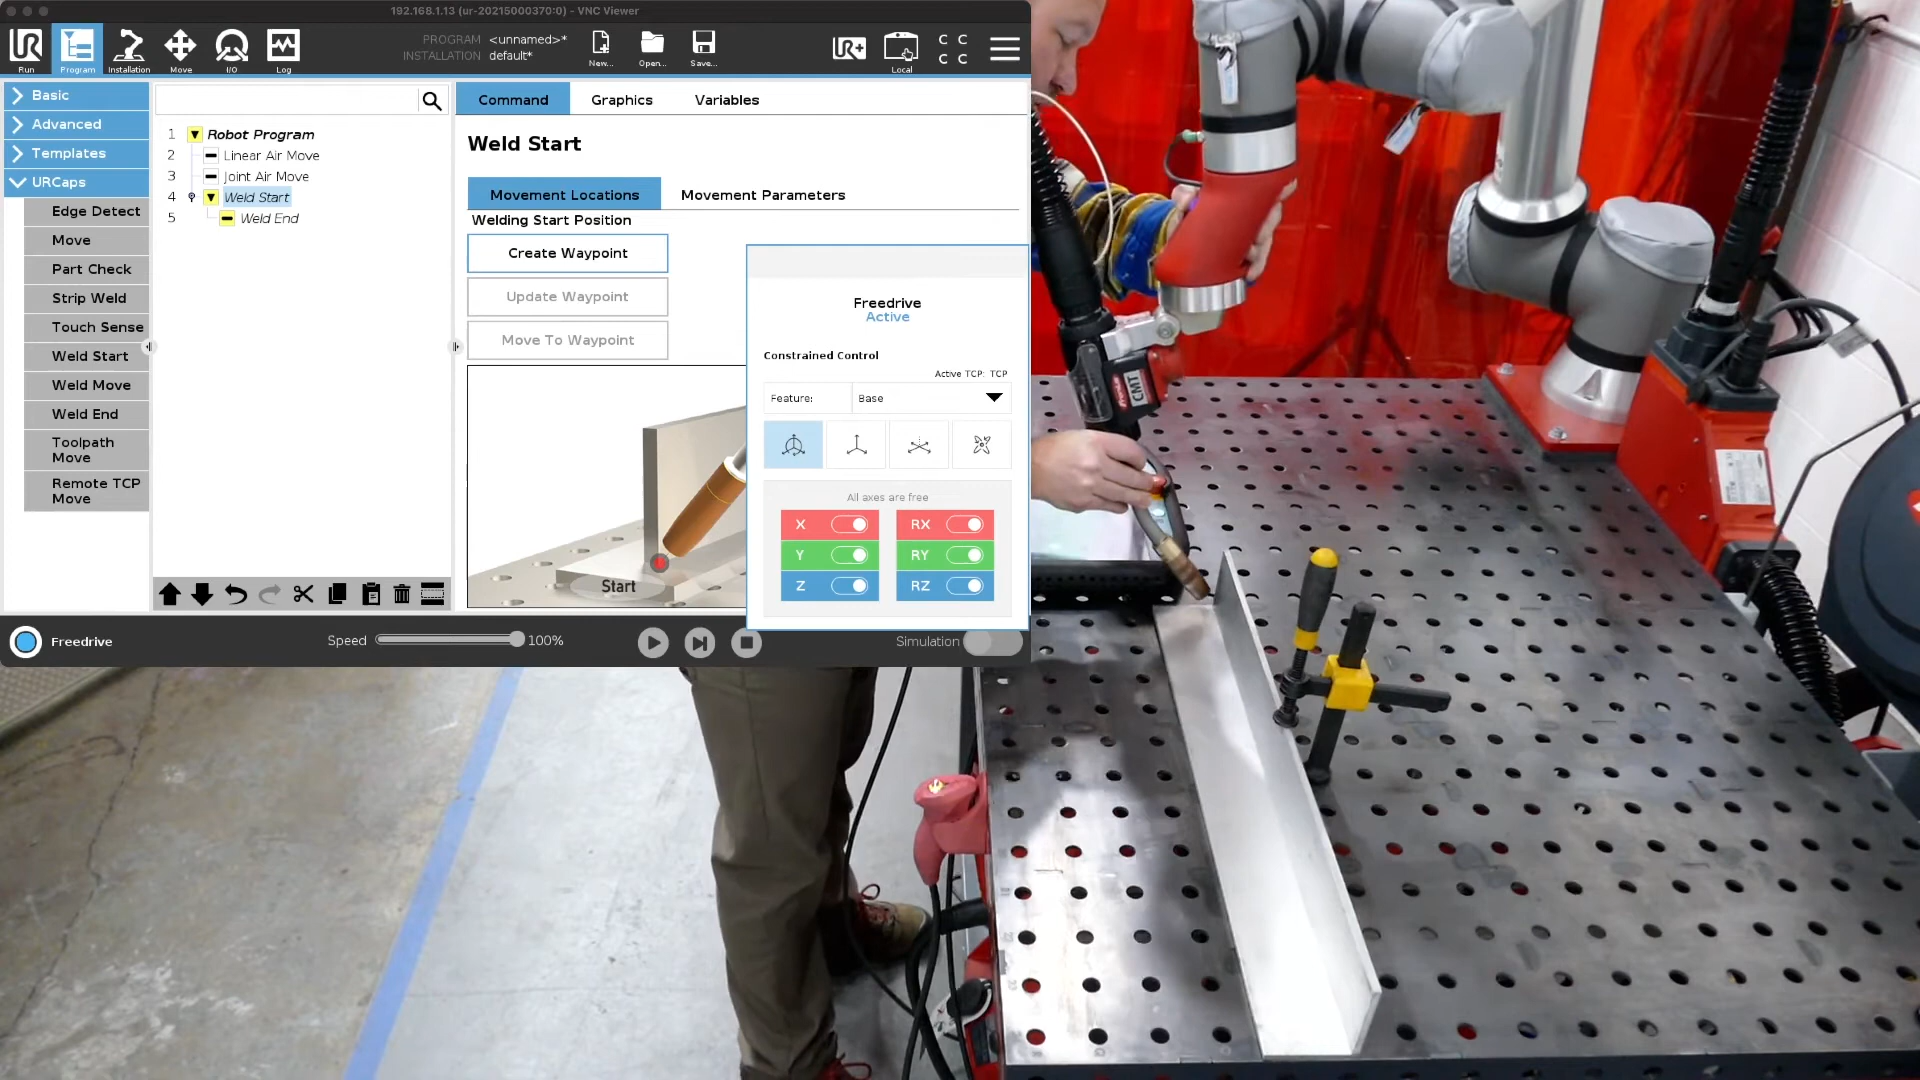 192.168.1.13 (ur-20215000370:0) - VNC Viewer
Run
Program
Installation
Move
I/O
Log
PROGRAM <unnamed>*
INSTALLATION default*
New...
Open...
Save...
UR+
Local
C C
C C
Basic
Advanced
Templates
URCaps
Edge Detect
Move
Part Check
Strip Weld
Touch Sense
Weld Start
Weld Move
Weld End
Toolpath
Move
Remote TCP
Move
1 Robot Program
2 Linear Air Move
3 Joint Air Move
4 Weld Start
5 Weld End
Command Graphics Variables
Weld Start
Movement Locations Movement Parameters
Welding Start Position
Create Waypoint
Update Waypoint
Move To Waypoint
Start
Freedrive
Active
Constrained Control
Active TCP: TCP
Feature: Base
All axes are free
X RX
Y RY
Z RZ
Freedrive
Speed 100%
Simulation
CMT